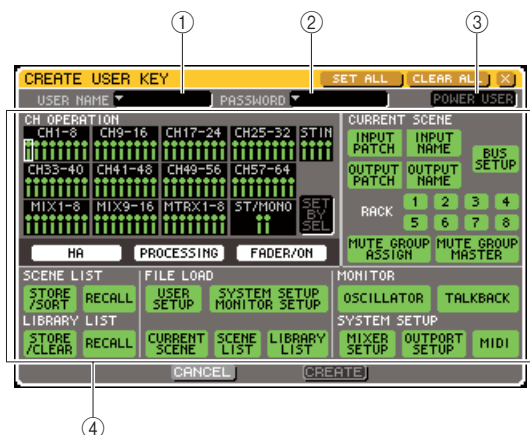 ① ② ③
CREATE USER KEY SET ALL CLEAR ALL X
USER NAME PASSWORD POWER USER
CH OPERATION
CH1-8 CH9-16 CH17-24 CH25-32 STIN
CH33-40 CH41-48 CH49-56 CH57-64
MIX1-8 MIX9-16 MTRX1-8 ST/MONO SET BY SEL
HA PROCESSING FADER/ON
CURRENT SCENE
INPUT PATCH INPUT NAME BUS SETUP
OUTPUT PATCH OUTPUT NAME
RACK 1 2 3 4
5 6 7 8
MUTE GROUP ASSIGN MUTE GROUP MASTER
SCENE LIST FILE LOAD MONITOR
STORE /SORT RECALL USER SETUP SYSTEM SETUP MONITOR SETUP OSCILLATOR TALKBACK
LIBRARY LIST SYSTEM SETUP
STORE /CLEAR RECALL CURRENT SCENE SCENE LIST LIBRARY LIST MIXER SETUP OUTPORT SETUP MIDI
CANCEL CREATE
④